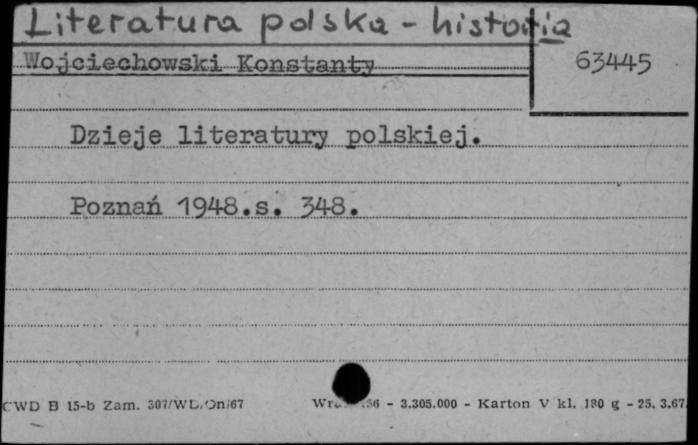 Literatura polska - historia
Wojciechowski Konstanty
63445
Dzieje literatury polskiej.
Poznań 1948.s. 348.
CWD B 15-b Zam. 307/WD/On/67 56 - 3.305.000 - Karton V kl. 180 g - 25. 3.67